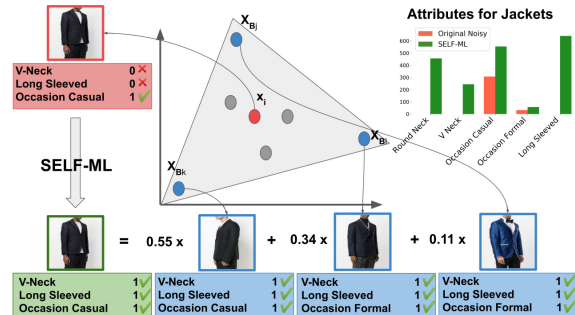 Attributes for Jackets
Original Noisy
SELF-ML
600
500
400
300
200
100
0
Round Neck
V Neck
Occasion Casual
Occasion Formal
Long Sleeved
V-Neck 0 ✕
Long Sleeved 0 ✕
Occasion Casual 1 ✓
X_Bj
x_i
X_Bk
SELF-ML
= 0.55 x + 0.34 x + 0.11 x
V-Neck 1 ✓
Long Sleeved 1 ✓
Occasion Casual 1 ✓
V-Neck 1 ✓
Long Sleeved 1 ✓
Occasion Casual 1 ✓
V-Neck 1 ✓
Long Sleeved 1 ✓
Occasion Formal 1 ✓
V-Neck 1 ✓
Long Sleeved 1 ✓
Occasion Formal 1 ✓